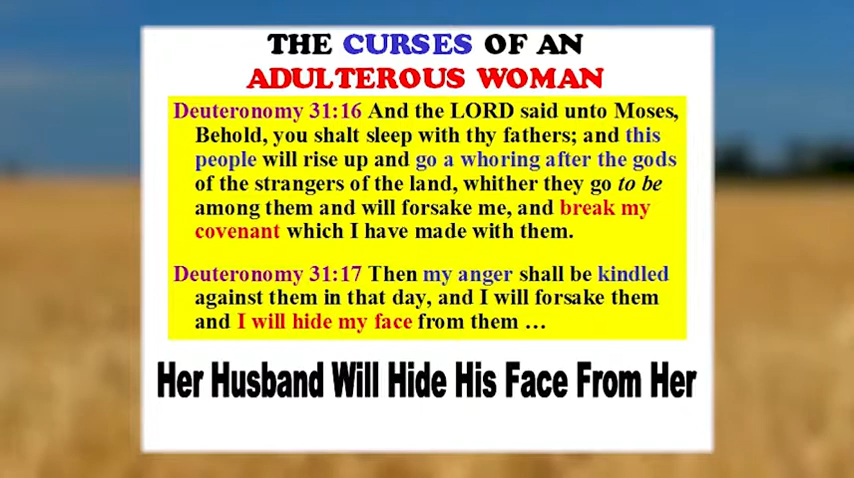 THE CURSES OF AN
ADULTEROUS WOMAN
Deuteronomy 31:16 And the LORD said unto Moses,
Behold, you shalt sleep with thy fathers; and this
people will rise up and go a whoring after the gods
of the strangers of the land, whither they go to be
among them and will forsake me, and break my
covenant which I have made with them.
Deuteronomy 31:17 Then my anger shall be kindled
against them in that day, and I will forsake them
and I will hide my face from them ...
Her Husband Will Hide His Face From Her